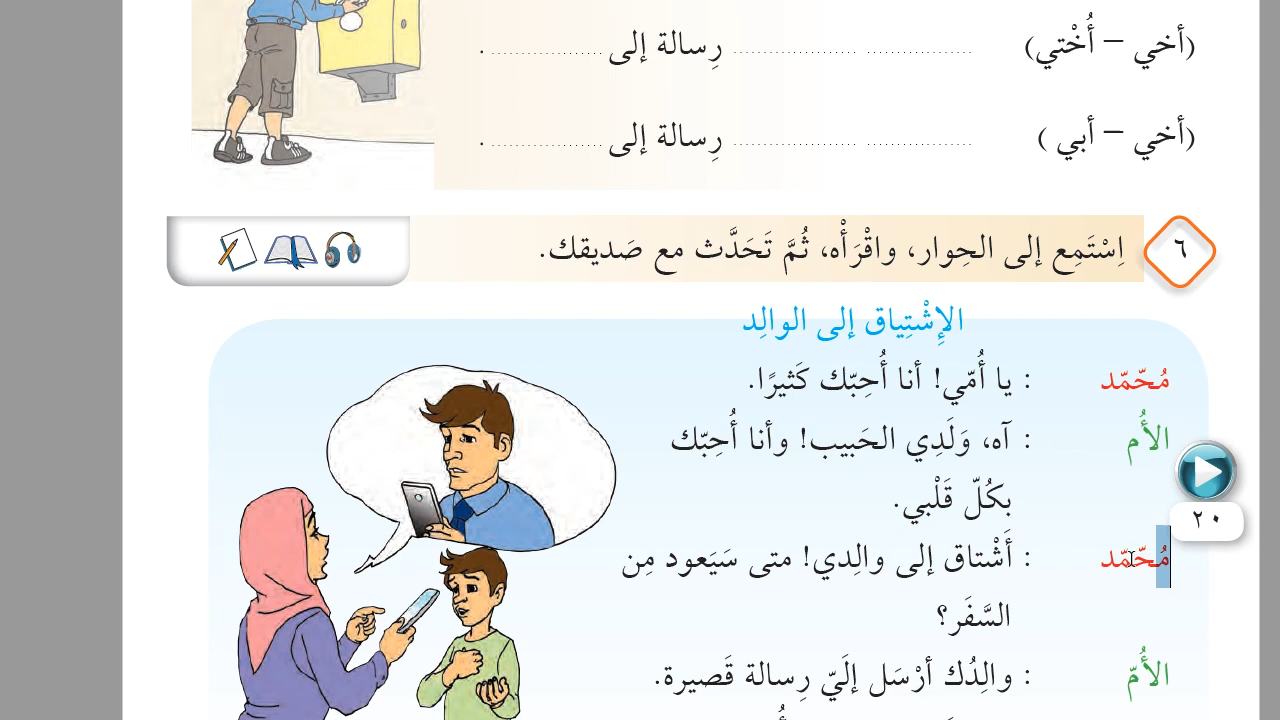 (أخي – أُخْتي) .................... .................... رِسالة إلى .................... .
(أخي – أبي ) .................... .................... رِسالة إلى .................... .
٦ اِسْتَمِع إلى الحِوار، واقْرَأْه، ثُمَّ تَحَدَّث مع صَديقك.
الإِشْتِياق إلى الوالِد
مُحّمّد : يا أُمّي! أنا أُحِبّك كَثيرًا.
الأُم : آه، وَلَدِي الحَبيب! وأنا أُحِبّك
بكُلّ قَلْبي.
٢٠
مُحّمّد : أَشْتاق إلى والِدي! متى سَيَعود مِن
السَّفَر؟
الأُمّ : والِدُك أرْسَل إلَيّ رِسالة قَصيرة.